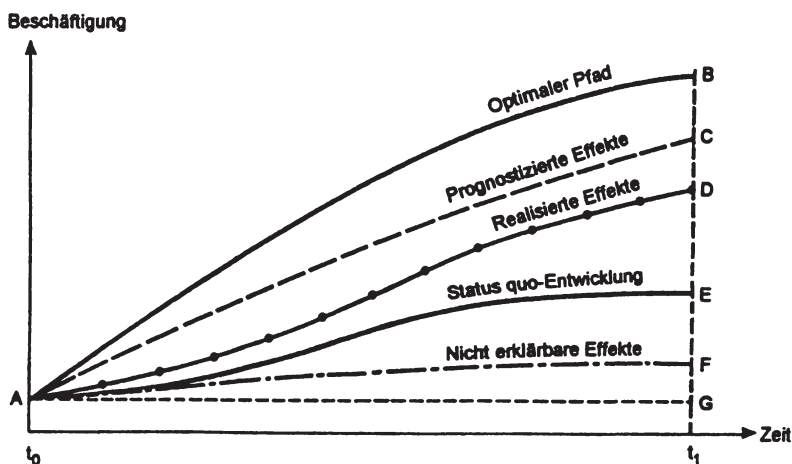 Beschäftigung
B
Optimaler Pfad
C
Prognostizierte Effekte
D
Realisierte Effekte
Status quo-Entwicklung
E
Nicht erklärbare Effekte
F
A
G
Zeit
t0
t1